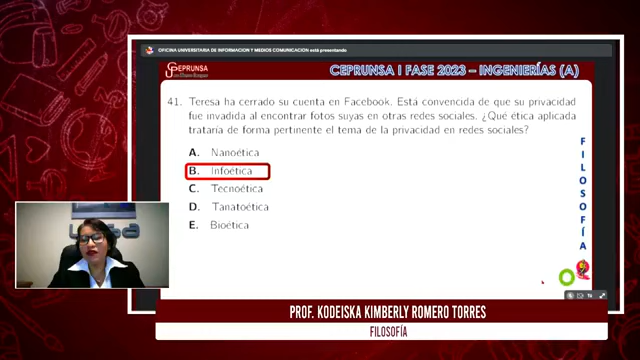 OFICINA UNIVERSITARIA DE INFORMACION Y MEDIOS COMUNICACION está presentando
CEPRUNSA
CEPRUNSA I FASE 2023 – INGENIERÍAS (A)
41. Teresa ha cerrado su cuenta en Facebook. Está convencida de que su privacidad
fue invadida al encontrar fotos suyas en otras redes sociales. ¿Qué ética aplicada
trataría de forma pertinente el tema de la privacidad en redes sociales?
A. Nanoética
B. Infoética
C. Tecnoética
D. Tanatoética
E. Bioética
FILOSOFÍA
PROF. KODEISKA KIMBERLY ROMERO TORRES
FILOSOFÍA